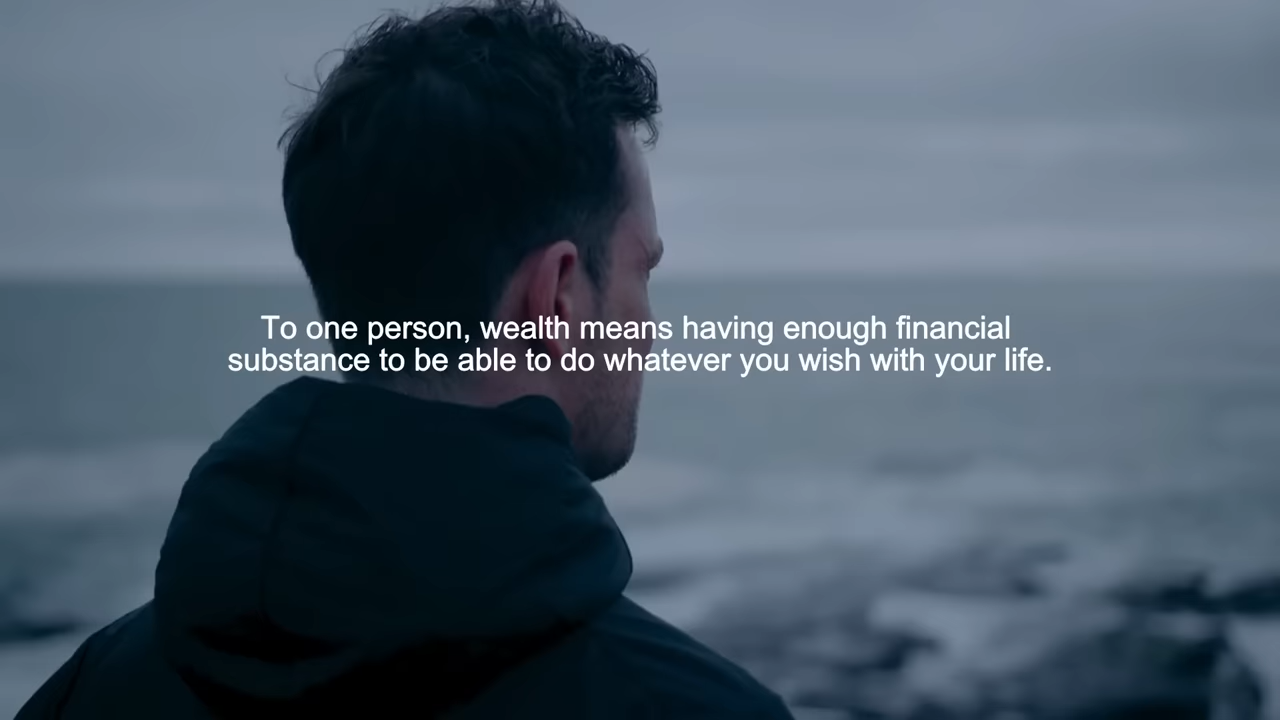 To one person, wealth means having enough financial
substance to be able to do whatever you wish with your life.